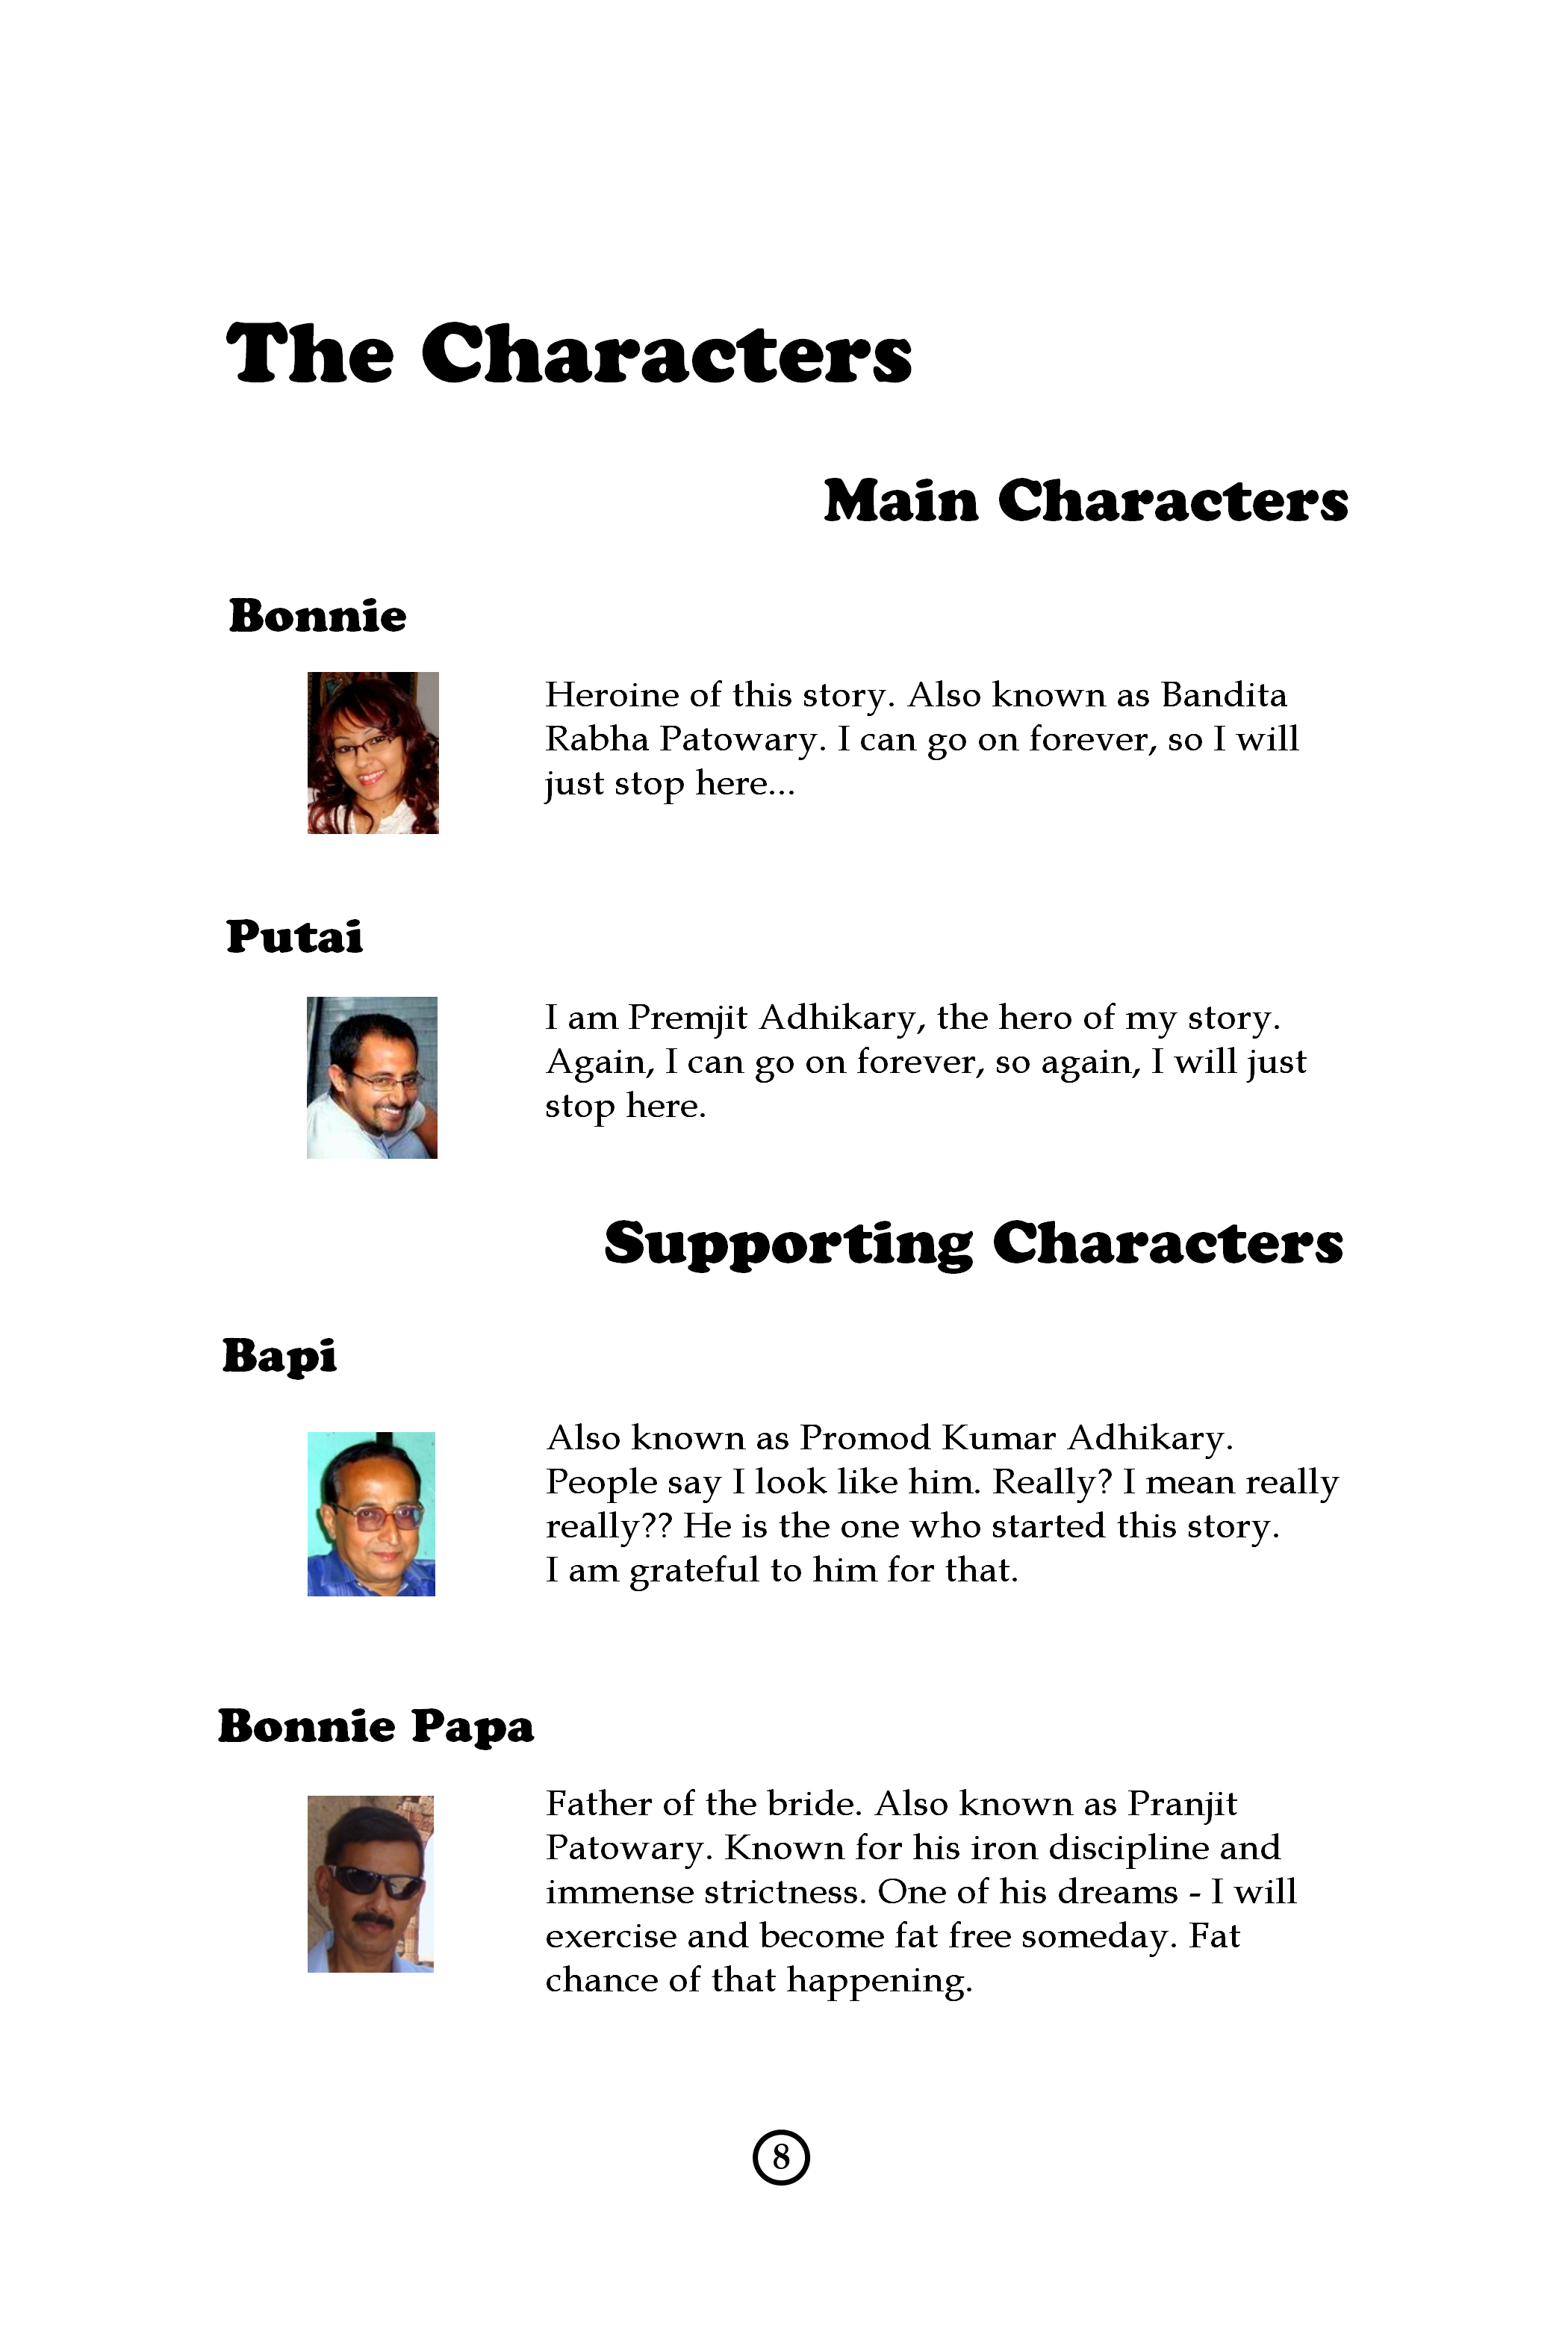 The Characters
Main Characters
Bonnie
Heroine of this story. Also known as Bandita
Rabha Patowary. I can go on forever, so I will
just stop here...
Putai
I am Premjit Adhikary, the hero of my story.
Again, I can go on forever, so again, I will just
stop here.
Supporting Characters
Bapi
Also known as Promod Kumar Adhikary.
People say I look like him. Really? I mean really
really?? He is the one who started this story.
I am grateful to him for that.
Bonnie Papa
Father of the bride. Also known as Pranjit
Patowary. Known for his iron discipline and
immense strictness. One of his dreams - I will
exercise and become fat free someday. Fat
chance of that happening.
8